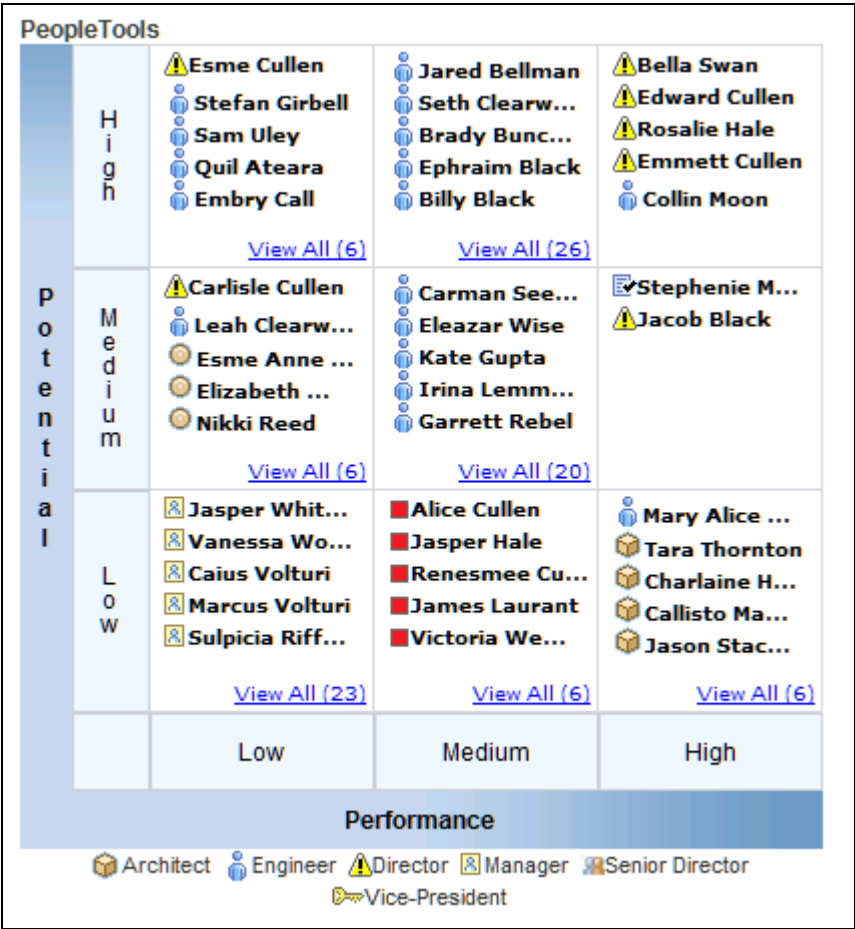 PeopleTools
Potential
High
Esme Cullen
Stefan Girbell
Sam Uley
Quil Ateara
Embry Call
View All (6)
Jared Bellman
Seth Clearw...
Brady Bunc...
Ephraim Black
Billy Black
View All (26)
Bella Swan
Edward Cullen
Rosalie Hale
Emmett Cullen
Collin Moon
Medium
Carlisle Cullen
Leah Clearw...
Esme Anne ...
Elizabeth ...
Nikki Reed
View All (6)
Carman See...
Eleazar Wise
Kate Gupta
Irina Lemm...
Garrett Rebel
View All (20)
Stephenie M...
Jacob Black
Low
Jasper Whit...
Vanessa Wo...
Caius Volturi
Marcus Volturi
Sulpicia Riff...
View All (23)
Alice Cullen
Jasper Hale
Renesmee Cu...
James Laurant
Victoria We...
View All (6)
Mary Alice ...
Tara Thornton
Charlaine H...
Callisto Ma...
Jason Stac...
View All (6)
Low
Medium
High
Performance
Architect Engineer Director Manager Senior Director
Vice-President